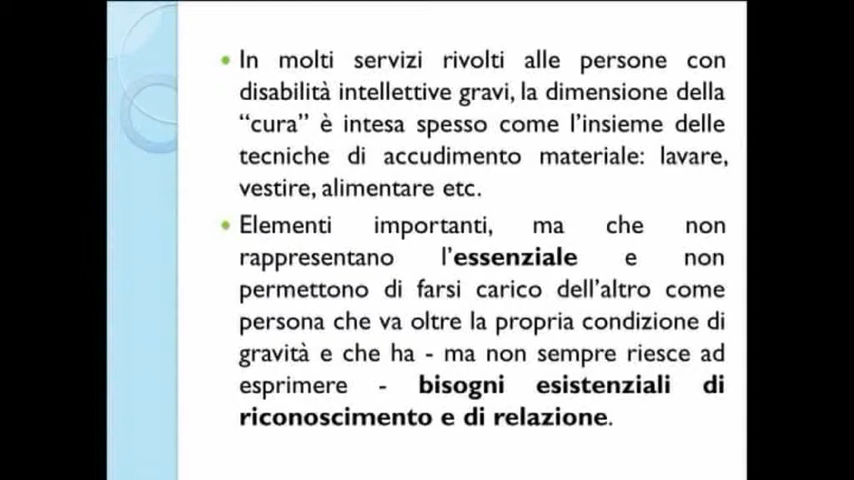 In molti servizi rivolti alle persone con
disabilità intellettive gravi, la dimensione della
“cura” è intesa spesso come l’insieme delle
tecniche di accudimento materiale: lavare,
vestire, alimentare etc.
Elementi importanti, ma che non
rappresentano l’essenziale e non
permettono di farsi carico dell’altro come
persona che va oltre la propria condizione di
gravità e che ha - ma non sempre riesce ad
esprimere - bisogni esistenziali di
riconoscimento e di relazione.